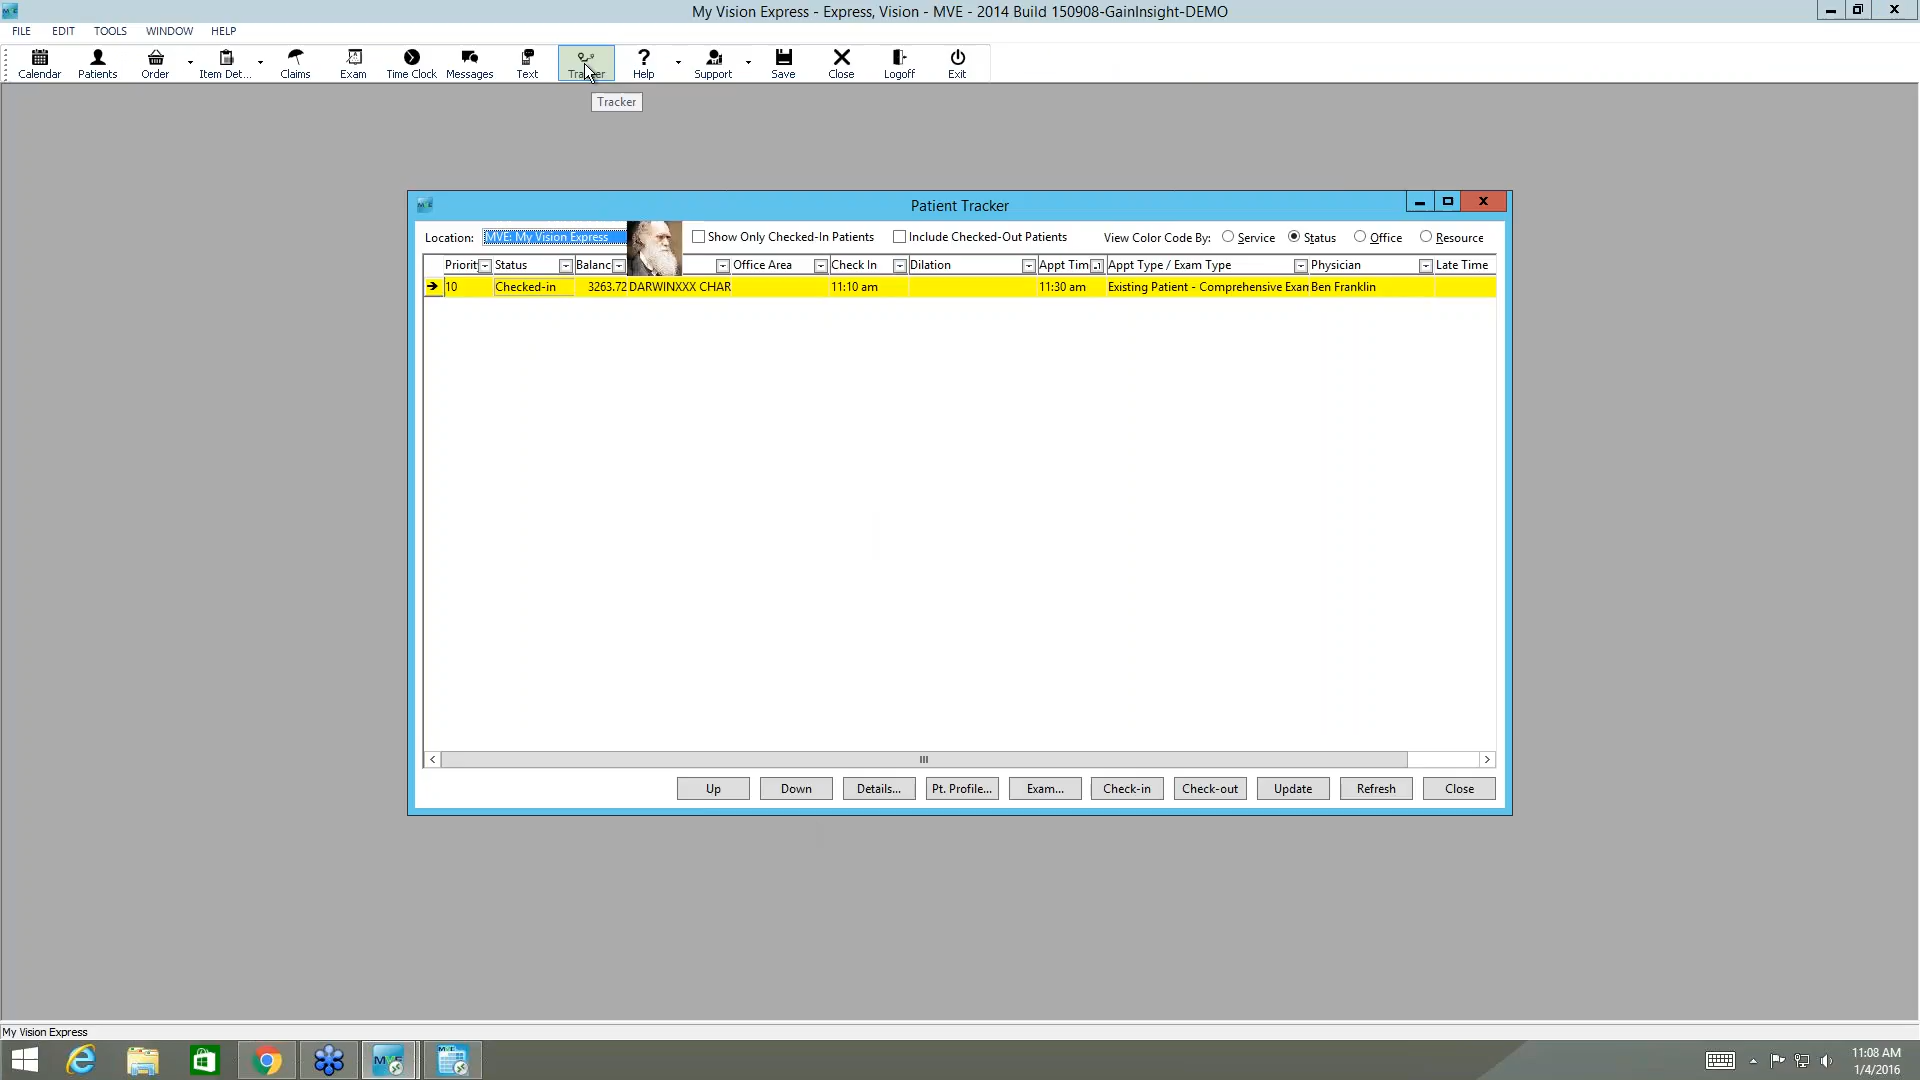 My Vision Express - Express, Vision - MVE - 2014 Build 150908-GainInsight-DEMO
FILE EDIT TOOLS WINDOW HELP
Calendar Patients Order Item Det... Claims Exam Time Clock Messages Text Tracker Help Support Save Close Logoff Exit
Tracker
Patient Tracker
Location: MVE: My Vision Express Show Only Checked-In Patients Include Checked-Out Patients View Color Code By: Service Status Office Resource
Priorit Status Balanc Office Area Check In Dilation Appt Tim Appt Type / Exam Type Physician Late Time
10 Checked-in 3263.72 DARWINXXX CHAR 11:10 am 11:30 am Existing Patient - Comprehensive Exan Ben Franklin
Up Down Details... Pt. Profile... Exam... Check-in Check-out Update Refresh Close
My Vision Express
11:08 AM
1/4/2016